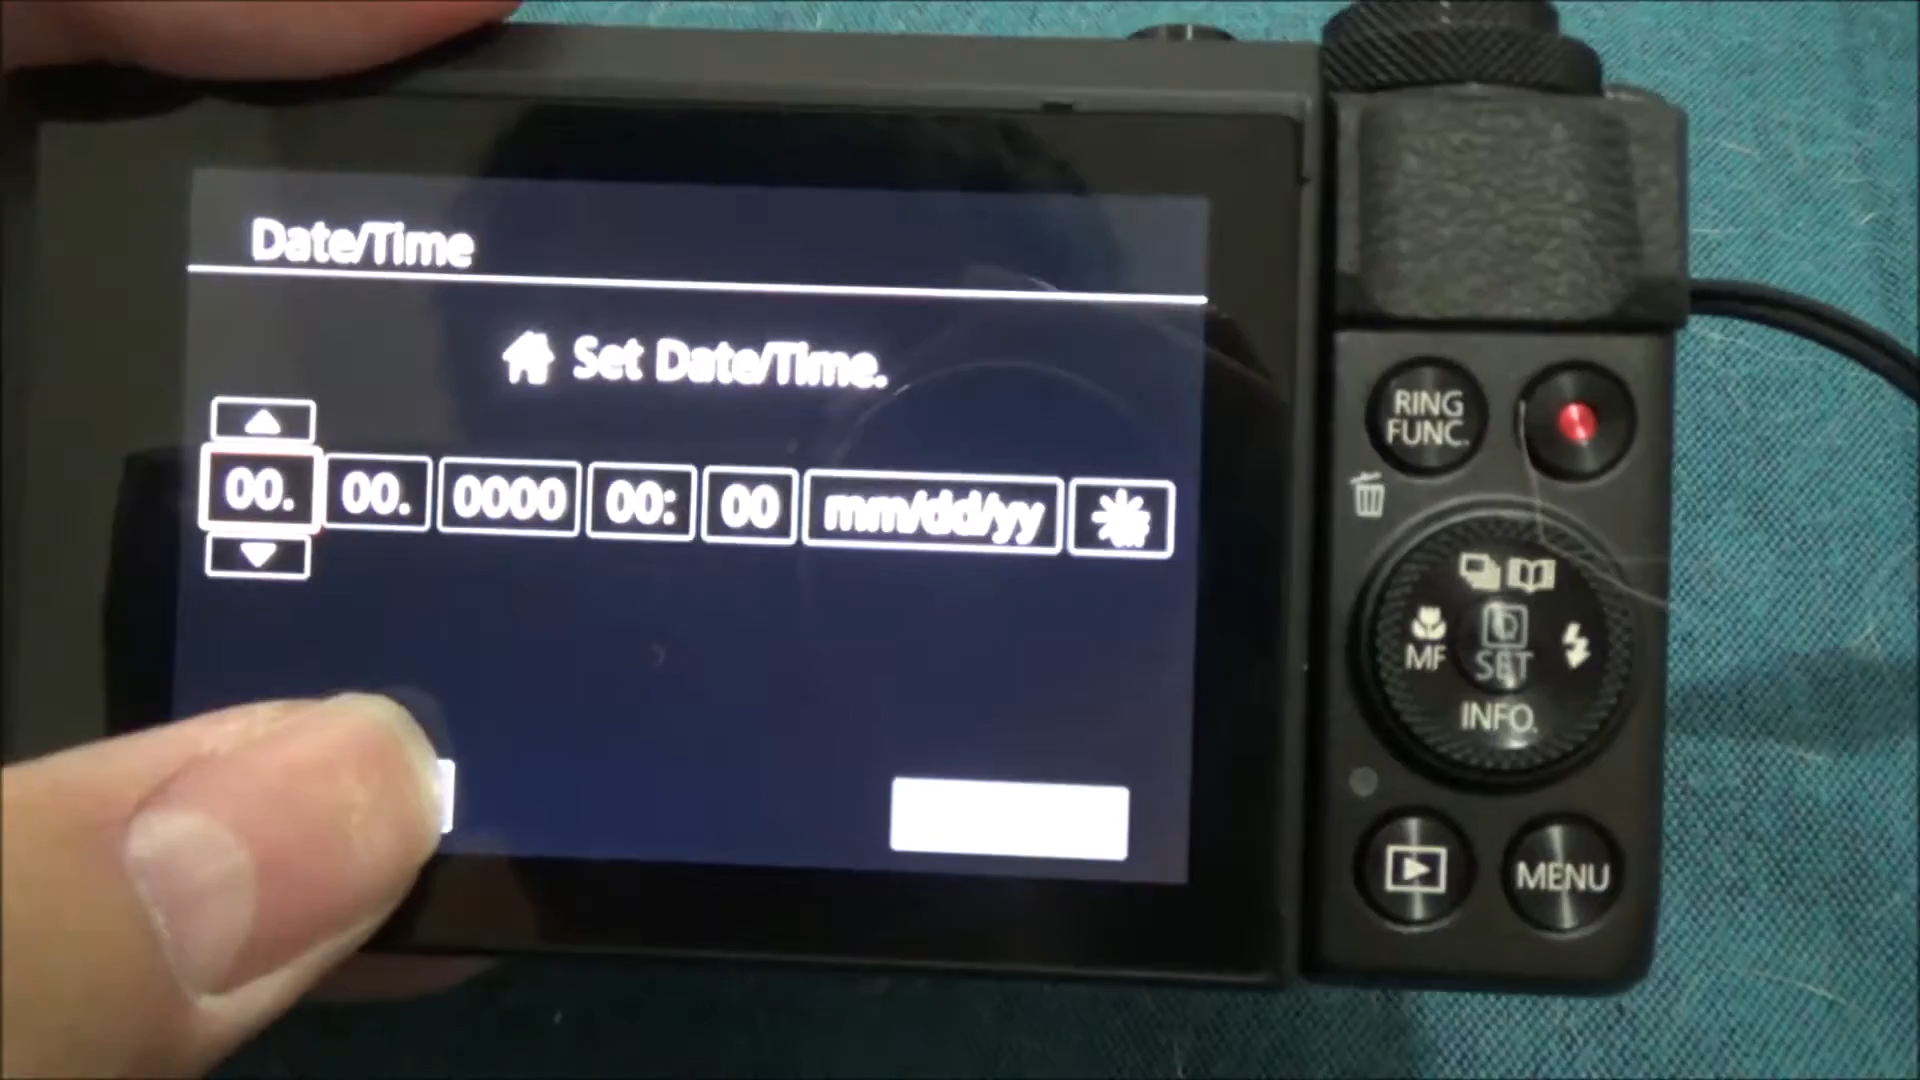 Date/Time
Set Date/Time.
00. 00. 0000 00: 00 mm/dd/yy
RING
FUNC.
MF
SET
INFO.
MENU